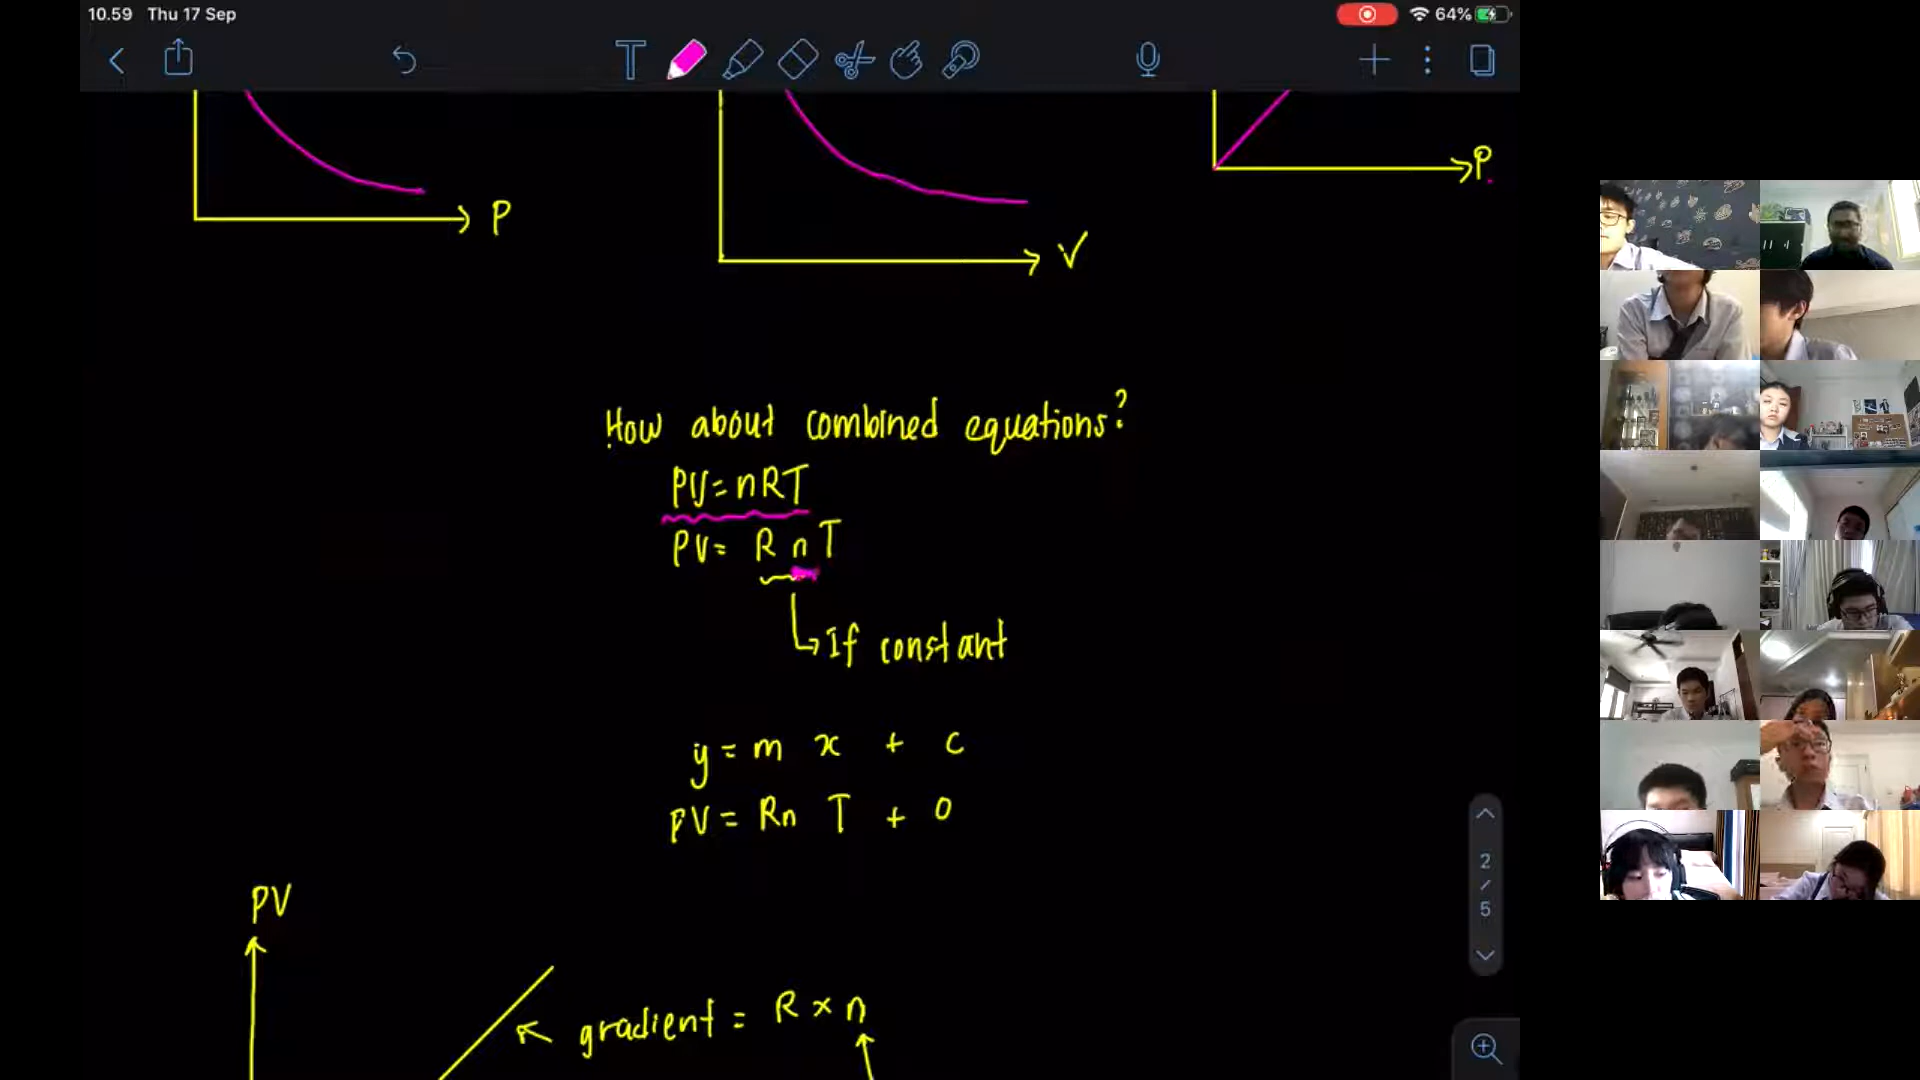 10.59 Thu 17 Sep
64%
T
P
V
P.
How about combined equations?
PV = nRT
PV = R n T
If constant
y = m x + c
PV = Rn T + 0
2
/
5
PV
gradient = R × n